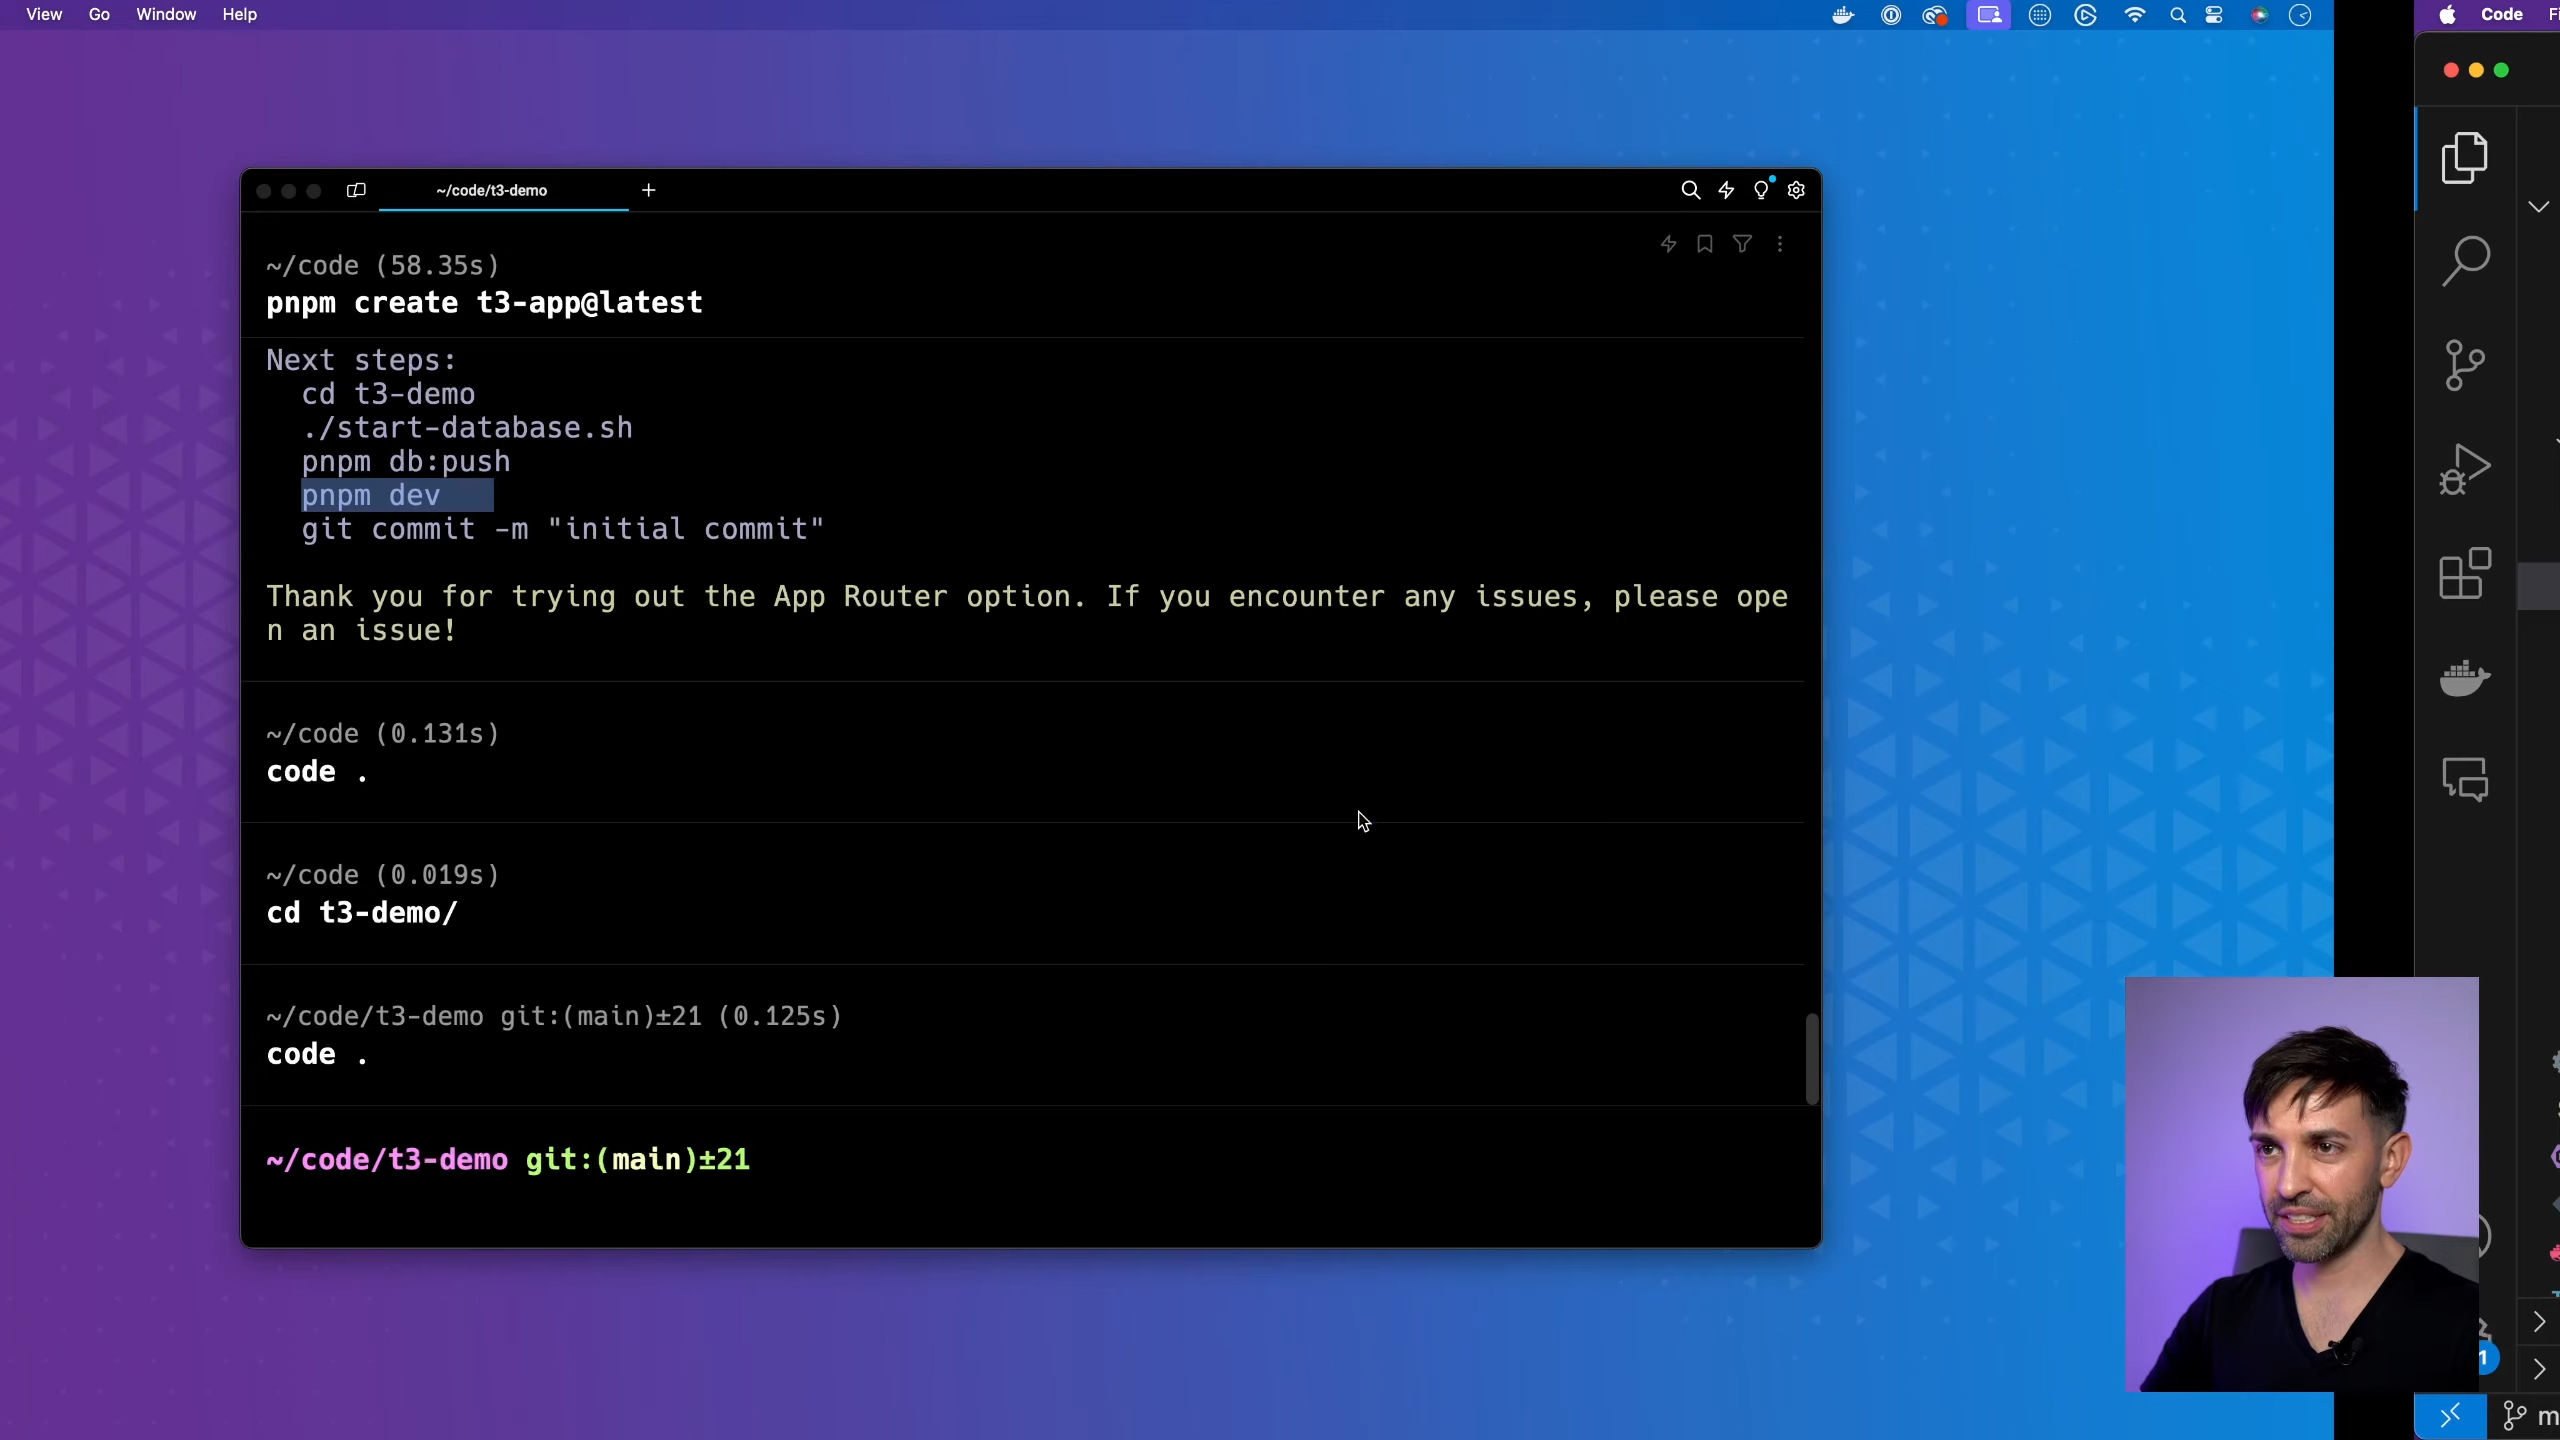 View Go Window Help
Code
~/code/t3-demo
~/code (58.35s)
pnpm create t3-app@latest
Next steps:
cd t3-demo
./start-database.sh
pnpm db:push
pnpm dev
git commit -m "initial commit"
Thank you for trying out the App Router option. If you encounter any issues, please ope
n an issue!
~/code (0.131s)
code .
~/code (0.019s)
cd t3-demo/
~/code/t3-demo git:(main)±21 (0.125s)
code .
~/code/t3-demo git:(main)±21
1